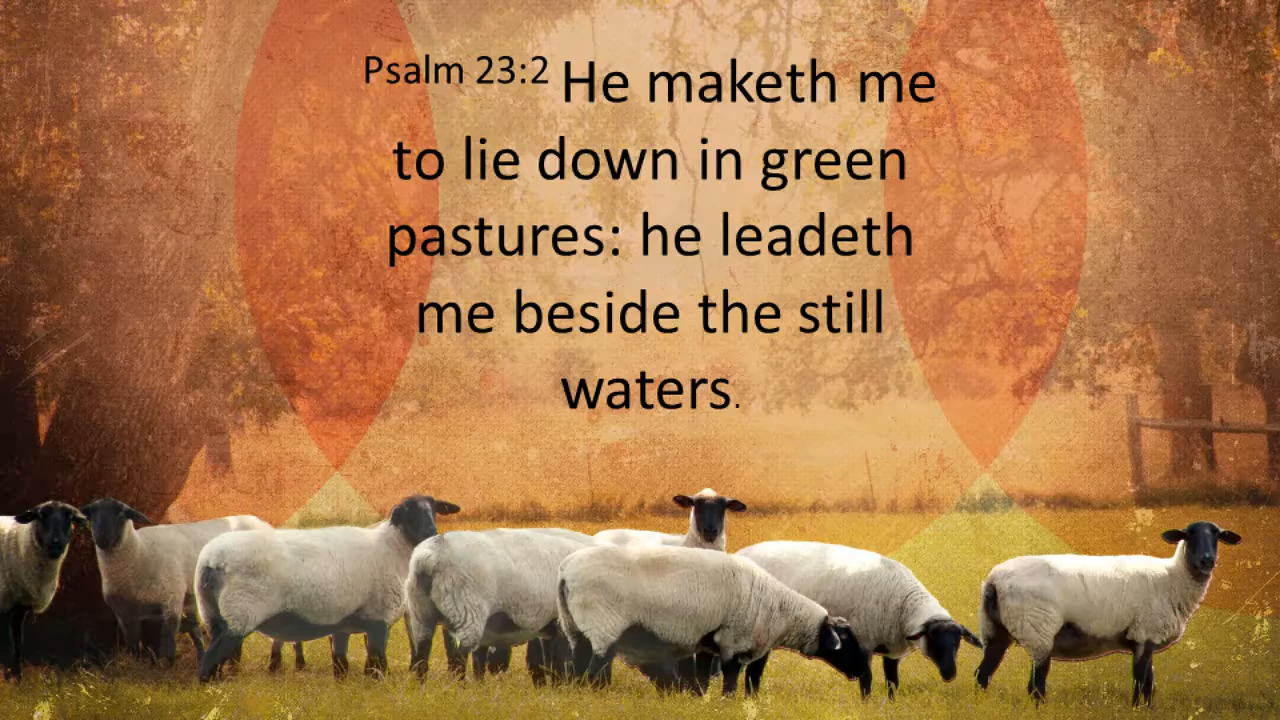 Psalm 23:2 He maketh me
to lie down in green
pastures: he leadeth
me beside the still
waters.